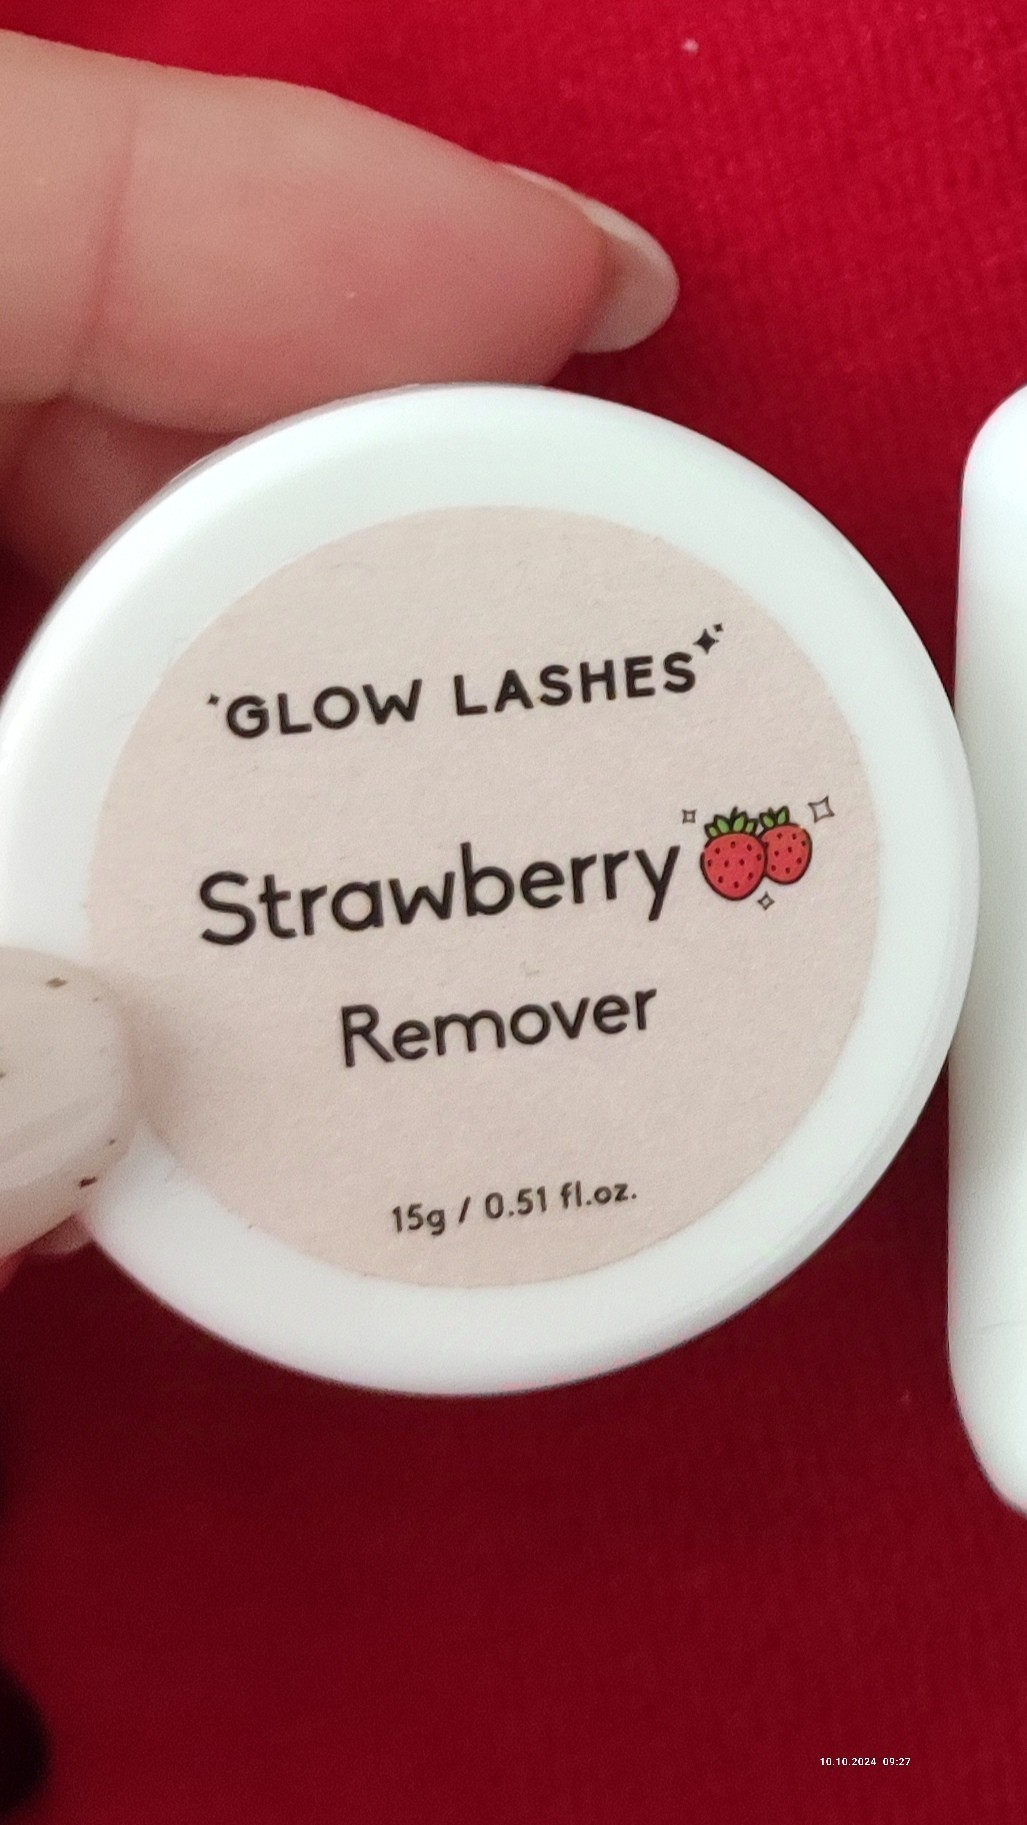 GLOW LASHES
Strawberry
Remover
15g / 0.51 fl.oz.
10.10.2024 09:27